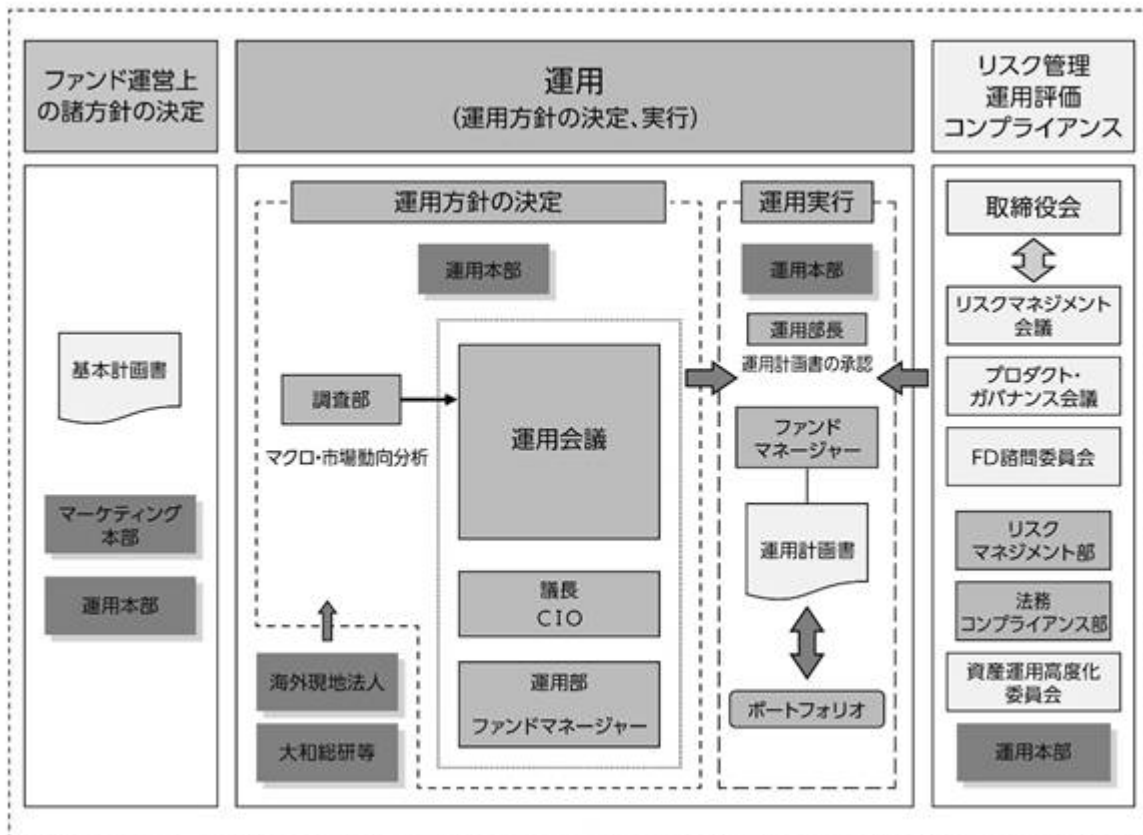 ファンド運営上
の諸方針の決定
基本計画書
マーケティング
本部
運用本部
運用
(運用方針の決定、実行)
運用方針の決定
運用本部
調査部
マクロ・市場動向分析
運用会議
議長
CIO
運用部
ファンドマネージャー
海外現地法人
大和総研等
運用実行
運用本部
運用部長
運用計画書の承認
ファンド
マネージャー
運用計画書
ポートフォリオ
リスク管理
運用評価
コンプライアンス
取締役会
リスクマネジメント
会議
プロダクト・
ガバナンス会議
FD諮問委員会
リスク
マネジメント部
法務
コンプライアンス部
資産運用高度化
委員会
運用本部